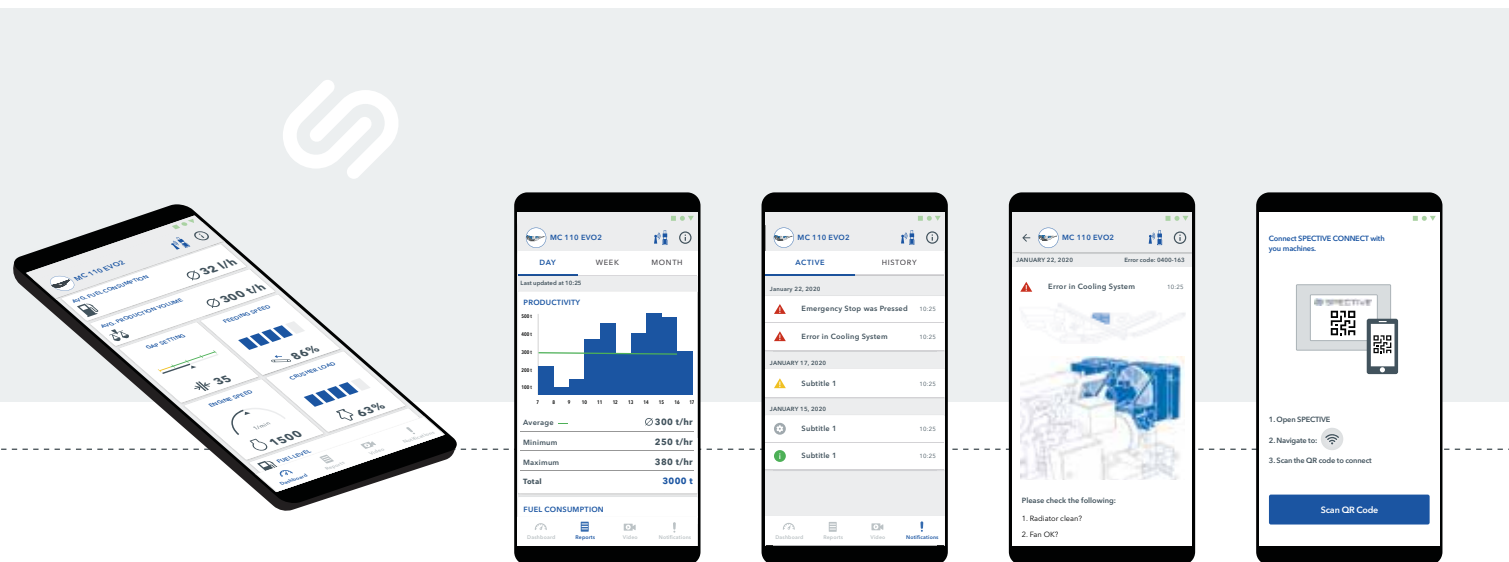 MC 110 EVO2
AVG. FUEL CONSUMPTION
Ø 32 l/h
AVG. PRODUCTION VOLUME
Ø 300 t/h
GAP SETTING
35
FEEDING SPEED
86%
ENGINE SPEED
1/min
1500
CRUSHER LOAD
63%
FUEL LEVEL
Dashboard
Reports
Video
Notifications
MC 110 EVO2
DAY WEEK MONTH
Last updated at 10:25
PRODUCTIVITY
500 t
400 t
300 t
200 t
100 t
7 8 9 10 11 12 13 14 15 16 17
Average — Ø 300 t/hr
Minimum 250 t/hr
Maximum 380 t/hr
Total 3000 t
FUEL CONSUMPTION
Dashboard Reports Video Notifications
MC 110 EVO2
ACTIVE HISTORY
January 22, 2020
Emergency Stop was Pressed 10:25
Error in Cooling System 10:25
JANUARY 17, 2020
Subtitle 1 10:25
JANUARY 15, 2020
Subtitle 1 10:25
Subtitle 1 10:25
Dashboard Reports Video Notifications
MC 110 EVO2
JANUARY 22, 2020 Error code: 0400-163
Error in Cooling System 10:25
Please check the following:
1. Radiator clean?
2. Fan OK?
Connect SPECTIVE CONNECT with
you machines.
SPECTIVE
1. Open SPECTIVE
2. Navigate to:
3. Scan the QR code to connect
Scan QR Code